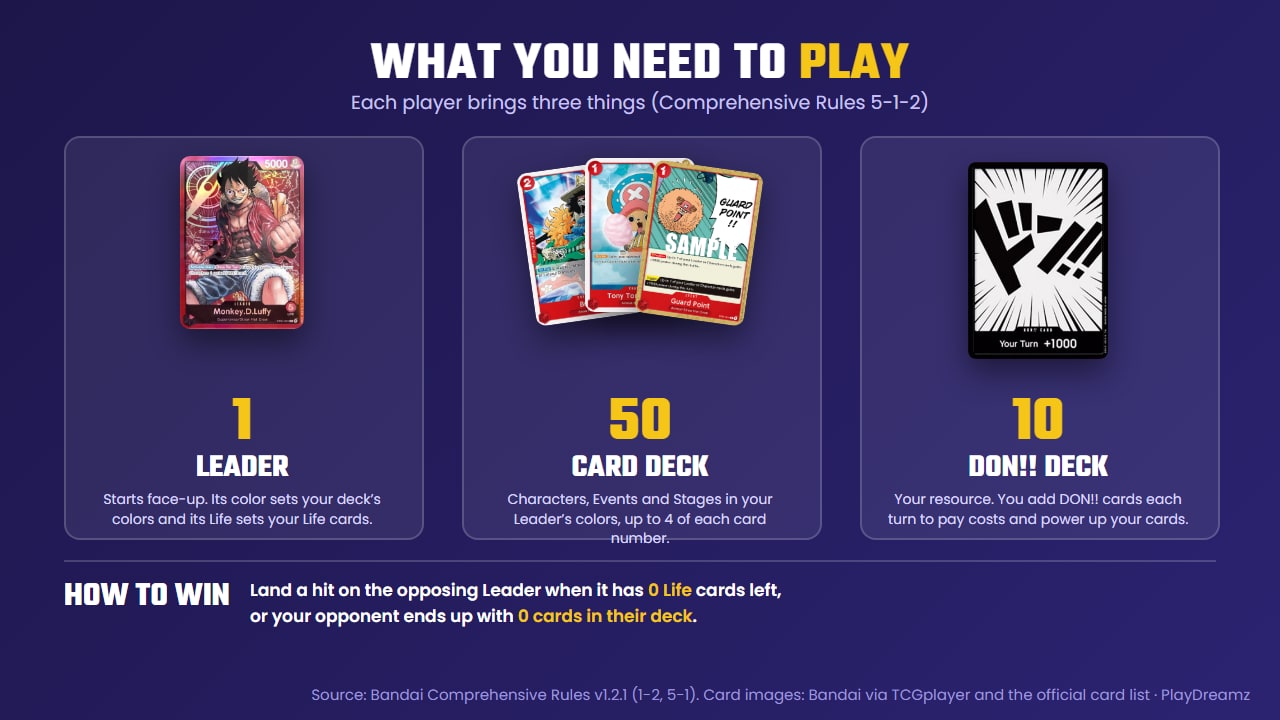 WHAT YOU NEED TO PLAY
Each player brings three things (Comprehensive Rules 5-1-2)
5000
LEADER
Monkey.D.Luffy
2
1
1
GUARD
POINT
!!
SAMPLE
Tony To
Guard Point
ドン!!
DON!! CARD
Your Turn +1000
1
LEADER
Starts face-up. Its color sets your deck’s
colors and its Life sets your Life cards.
50
CARD DECK
Characters, Events and Stages in your
Leader’s colors, up to 4 of each card
number.
10
DON!! DECK
Your resource. You add DON!! cards each
turn to pay costs and power up your cards.
HOW TO WIN
Land a hit on the opposing Leader when it has 0 Life cards left,
or your opponent ends up with 0 cards in their deck.
Source: Bandai Comprehensive Rules v1.2.1 (1-2, 5-1). Card images: Bandai via TCGplayer and the official card list · PlayDreamz